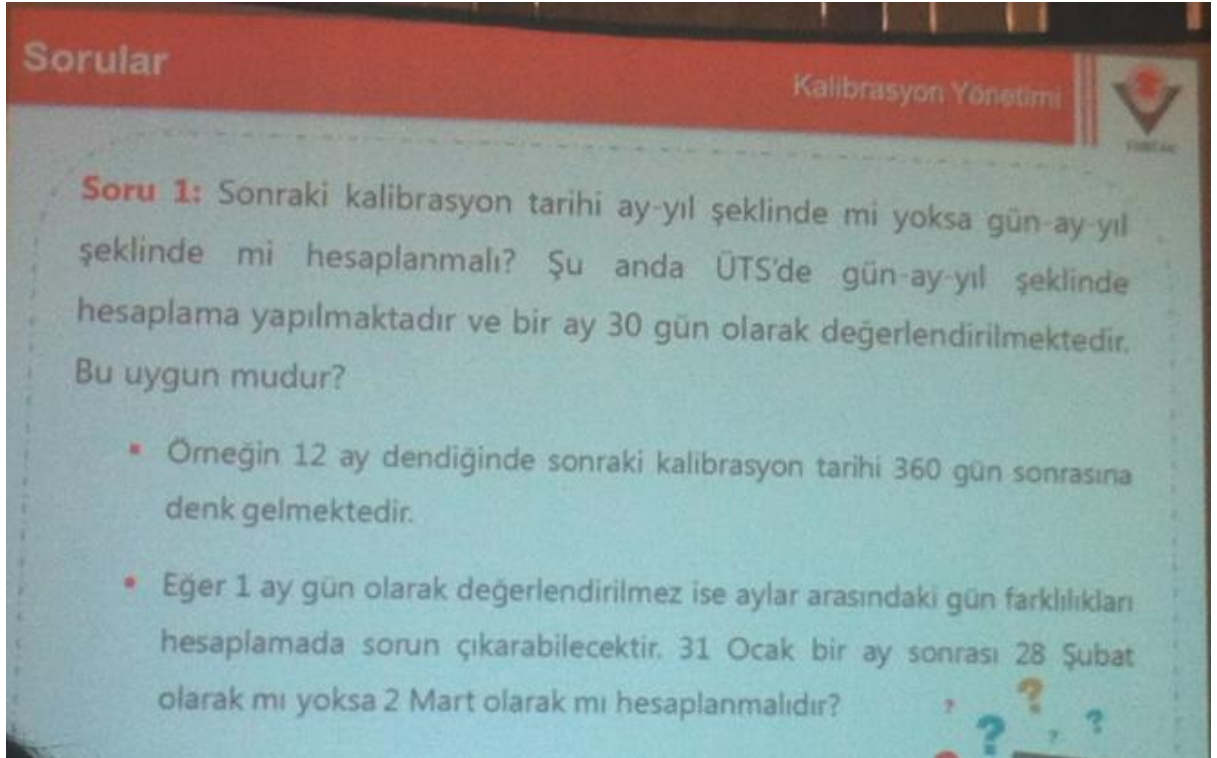 Sorular
Kalibrasyon Yönetimi
Soru 1: Sonraki kalibrasyon tarihi ay-yıl şeklinde mi yoksa gün-ay-yıl
şeklinde mi hesaplanmalı? Şu anda ÜTS'de gün-ay-yıl şeklinde
hesaplama yapılmaktadır ve bir ay 30 gün olarak değerlendirilmektedir.
Bu uygun mudur?
▪ Örneğin 12 ay dendiğinde sonraki kalibrasyon tarihi 360 gün sonrasına
denk gelmektedir.
▪ Eğer 1 ay gün olarak değerlendirilmez ise aylar arasındaki gün farklılıkları
hesaplamada sorun çıkarabilecektir. 31 Ocak bir ay sonrası 28 Şubat
olarak mı yoksa 2 Mart olarak mı hesaplanmalıdır?
? ? ? ? ?